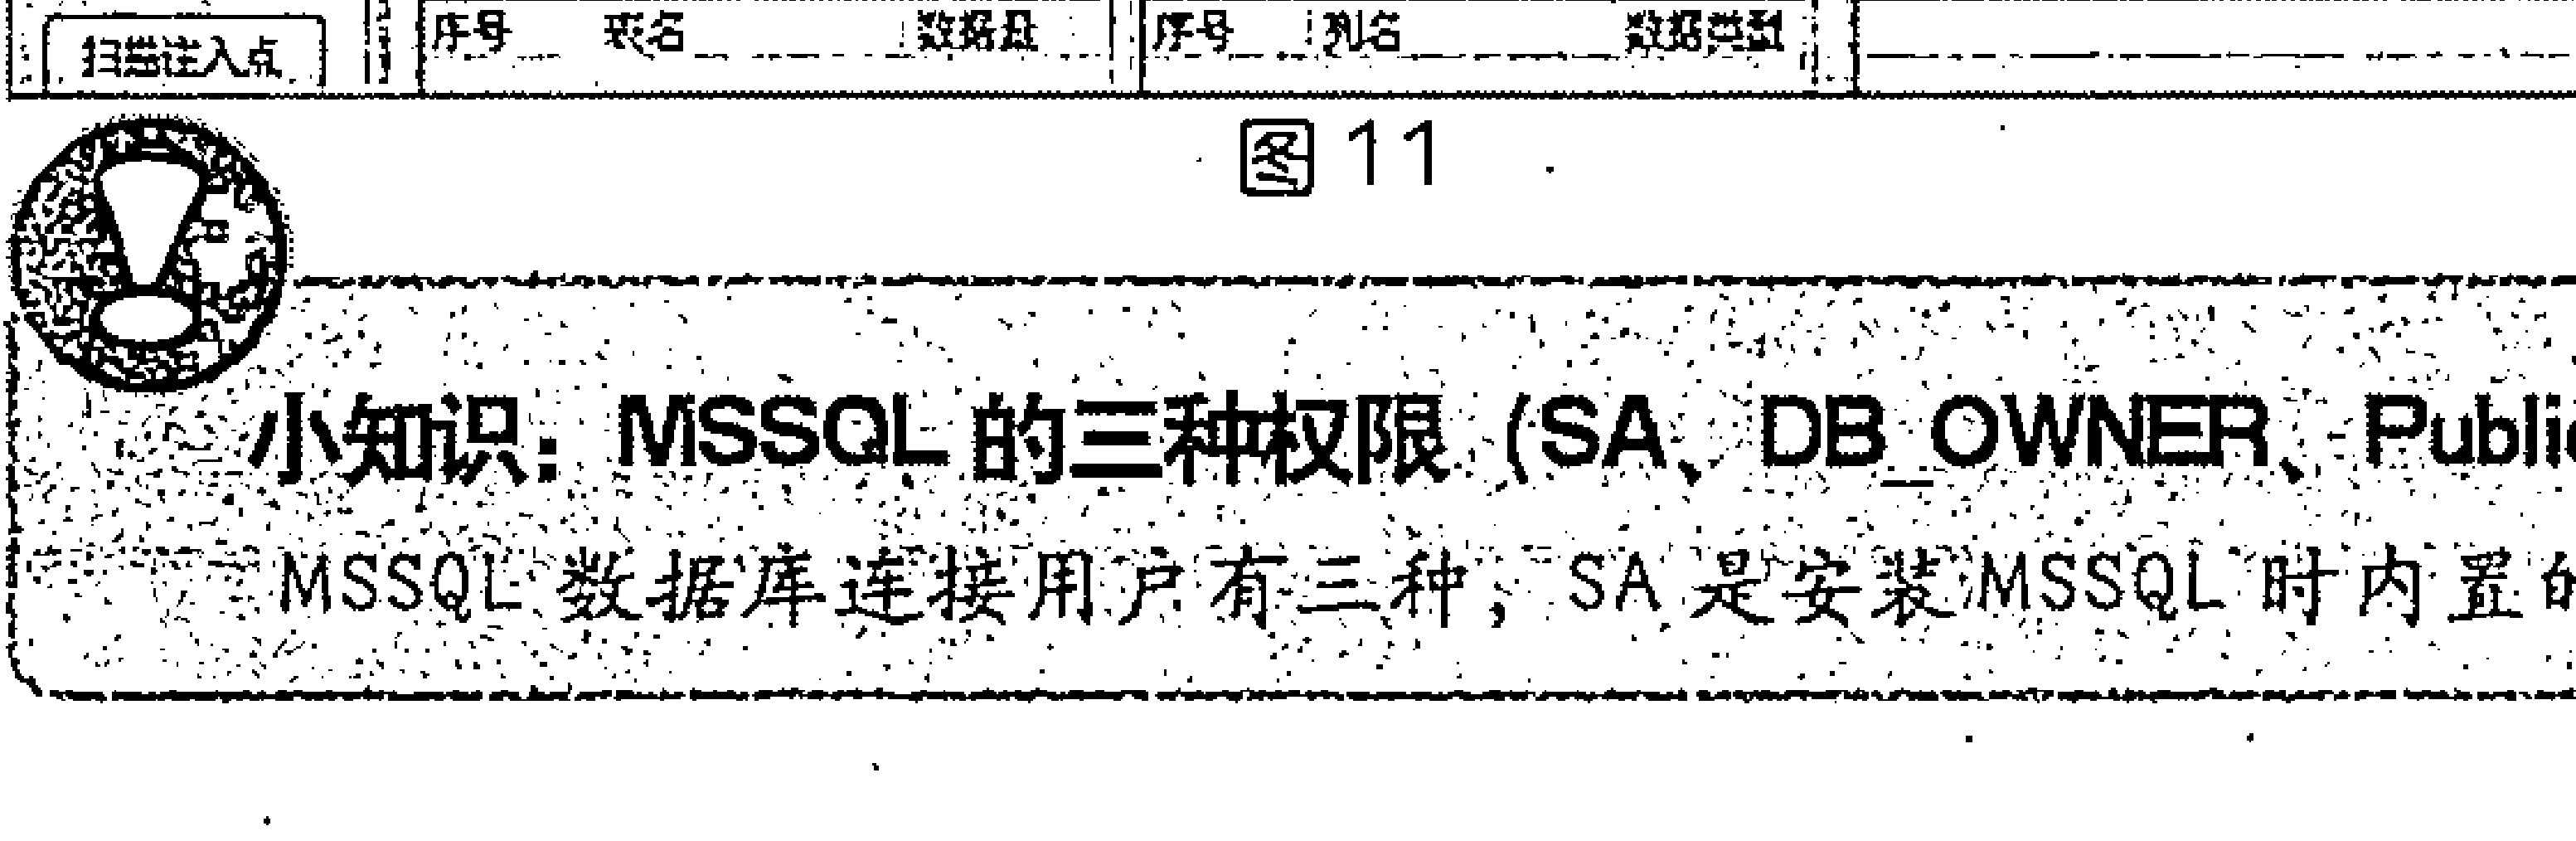 序号 表名 数据量 序号 列名 数据类型
扫描注入点
图11
小知识：MSSQL的三种权限（SA、DB_OWNER、Public
MSSQL数据库连接用户有三种，SA是安装MSSQL时内置的